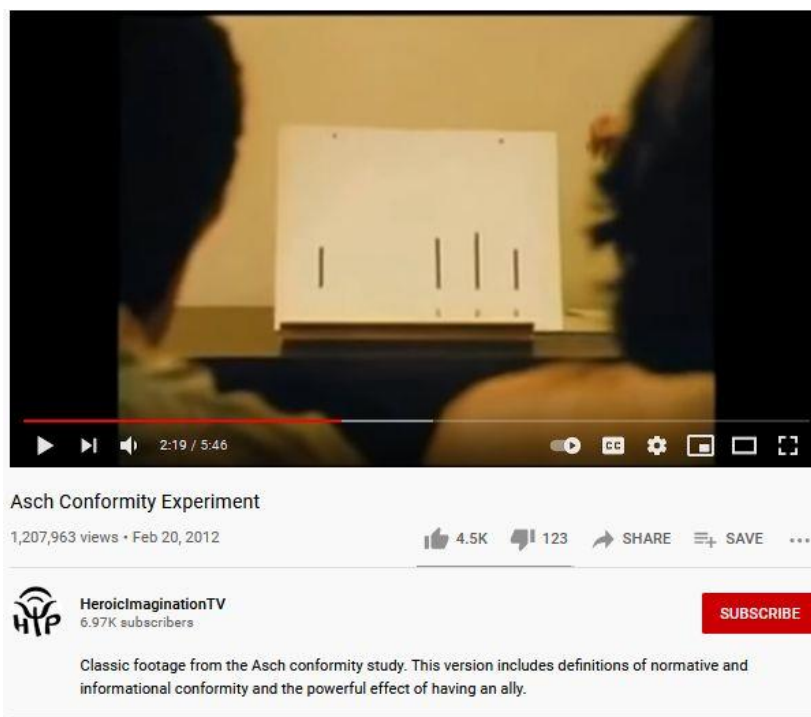 2:19 / 5:46
CC
Asch Conformity Experiment
1,207,963 views • Feb 20, 2012
4.5K 123 SHARE SAVE
HTP
HeroicImaginationTV
6.97K subscribers
SUBSCRIBE
Classic footage from the Asch conformity study. This version includes definitions of normative and
informational conformity and the powerful effect of having an ally.